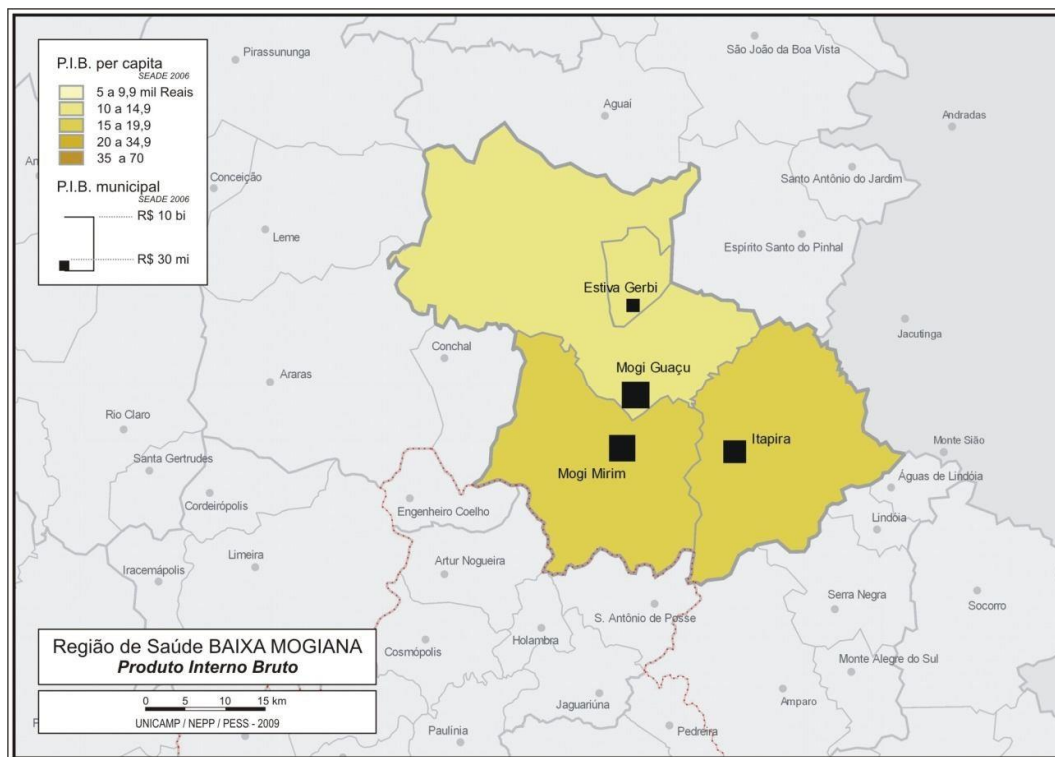 P.I.B. per capita
SEADE 2006
5 a 9,9 mil Reais
10 a 14,9
15 a 19,9
20 a 34,9
35 a 70
P.I.B. municipal
SEADE 2006
R$ 10 bi
R$ 30 mi
Pirassununga
São João da Boa Vista
Aguaí
Andradas
Conceição
Santo Antônio do Jardim
Leme
Espírito Santo do Pinhal
Estiva Gerbi
Jacutinga
Conchal
Mogi Guaçu
Araras
Rio Claro
Itapira
Monte Sião
Santa Gertrudes
Mogi Mirim
Águas de Lindóia
Cordeirópolis
Engenheiro Coelho
Lindóia
Limeira
Artur Nogueira
Iracemápolis
Serra Negra
Socorro
S. Antônio de Posse
Holambra
Cosmópolis
Monte Alegre do Sul
Jaguariúna
Amparo
Paulínia
Pedreira
Região de Saúde BAIXA MOGIANA
Produto Interno Bruto
0 5 10 15 km
UNICAMP / NEPP / PESS - 2009